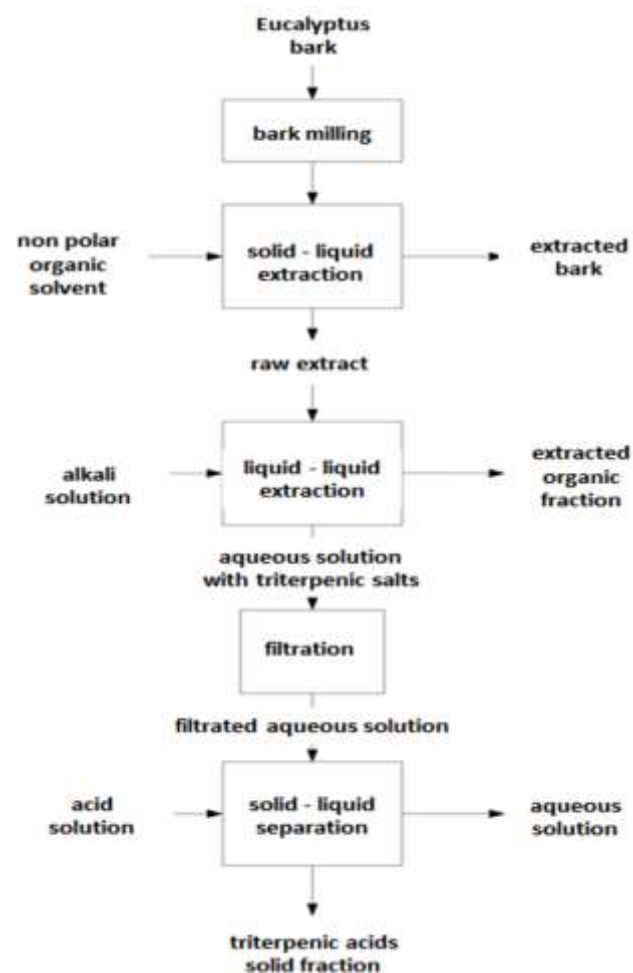 Eucalyptus
bark
bark milling
non polar
organic
solvent
solid - liquid
extraction
extracted
bark
raw extract
alkali
solution
liquid - liquid
extraction
extracted
organic
fraction
aqueous solution
with triterpenic salts
filtration
filtrated aqueous solution
acid
solution
solid - liquid
separation
aqueous
solution
triterpenic acids
solid fraction